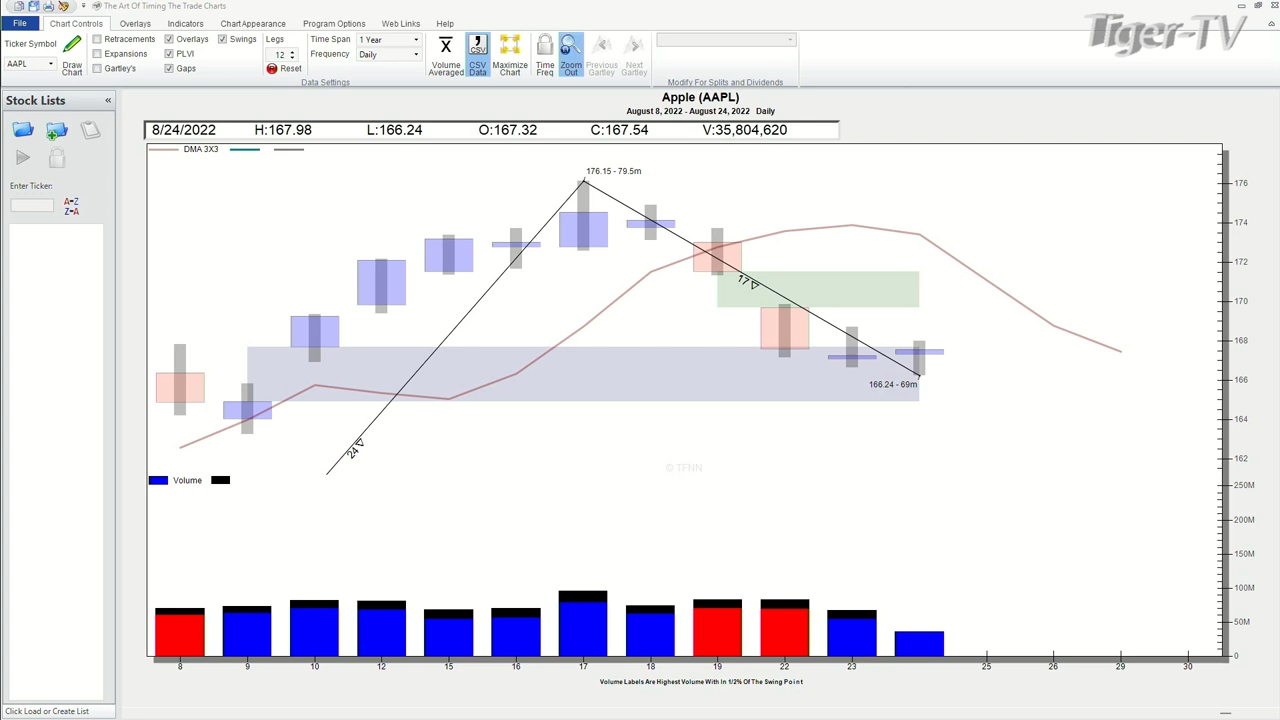 The Art Of Timing The Trade Charts
File Chart Controls Overlays Indicators Chart Appearance Program Options Web Links Help
Tiger-TV
Ticker Symbol
AAPL
Draw Chart
Retracements Overlays Swings
Expansions PLVI
Gartley's Gaps
Legs
12
Reset
Time Span 1 Year
Frequency Daily
Volume Averaged
CSV
CSV Data
Maximize Chart
Time Freq
Zoom Out
Previous Gartley
Next Gartley
Data Settings
Modify For Splits and Dividends
Stock Lists «
Enter Ticker:
A-Z
Z-A
Click Load or Create List
Apple (AAPL)
August 8, 2022 - August 24, 2022 Daily
8/24/2022 H:167.98 L:166.24 O:167.32 C:167.54 V:35,804,620
DMA 3X3
176.15 - 79.5m
17
166.24 - 69m
24
© TFNN
176
174
172
170
168
166
164
162
Volume
250M
200M
150M
100M
50M
0
8 9 10 12 15 16 17 18 19 22 23 25 26 29 30
Volume Labels Are Highest Volume With In 1/2% Of The Swing Point